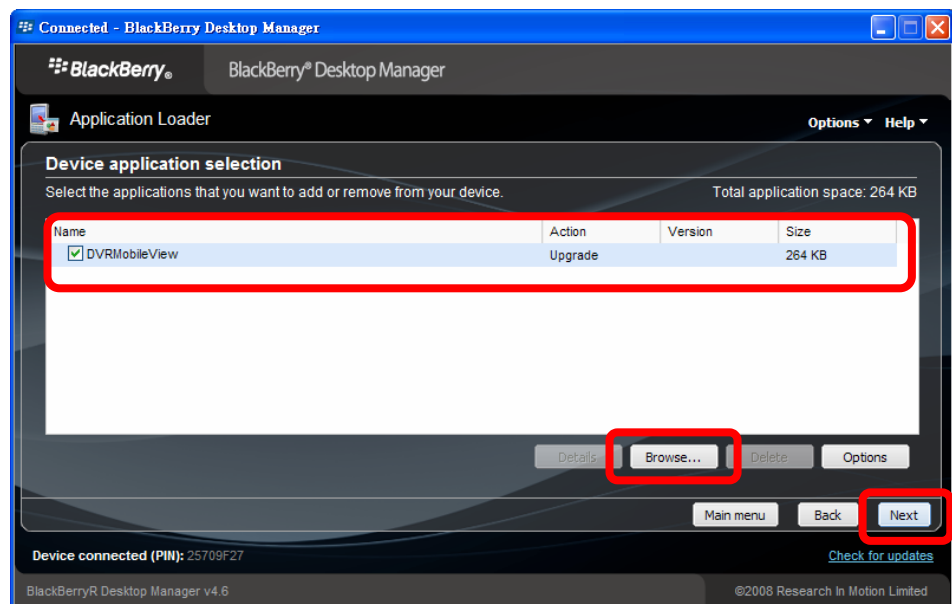 Connected - BlackBerry Desktop Manager
BlackBerry® BlackBerry® Desktop Manager
Application Loader Options Help
Device application selection
Select the applications that you want to add or remove from your device. Total application space: 264 KB
Name Action Version Size
DVRMobileView Upgrade 264 KB
Details Browse... Delete Options
Main menu Back Next
Device connected (PIN): 25709F27 Check for updates
BlackBerryR Desktop Manager v4.6 ©2008 Research In Motion Limited